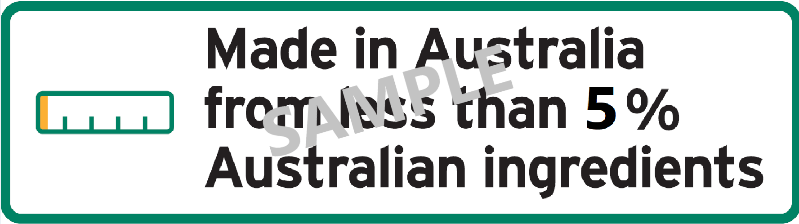 Made in Australia
from less than 5%
Australian ingredients
SAMPLE